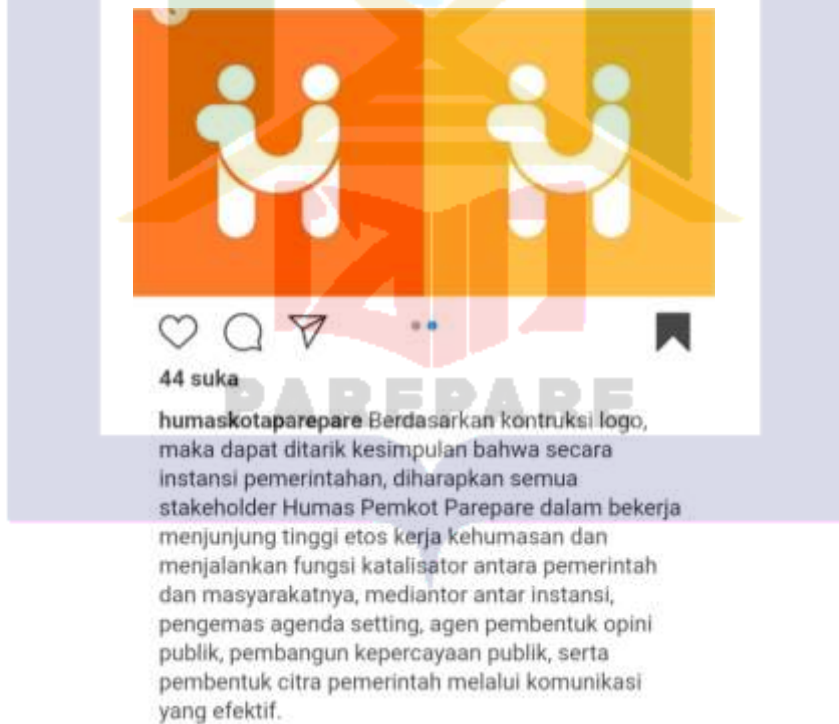 44 suka
PAREPARE
humaskotaparepare Berdasarkan kontruksi logo,
maka dapat ditarik kesimpulan bahwa secara
instansi pemerintahan, diharapkan semua
stakeholder Humas Pemkot Parepare dalam bekerja
menjunjung tinggi etos kerja kehumasan dan
menjalankan fungsi katalisator antara pemerintah
dan masyarakatnya, mediantor antar instansi,
pengemas agenda setting, agen pembentuk opini
publik, pembangun kepercayaan publik, serta
pembentuk citra pemerintah melalui komunikasi
yang efektif.